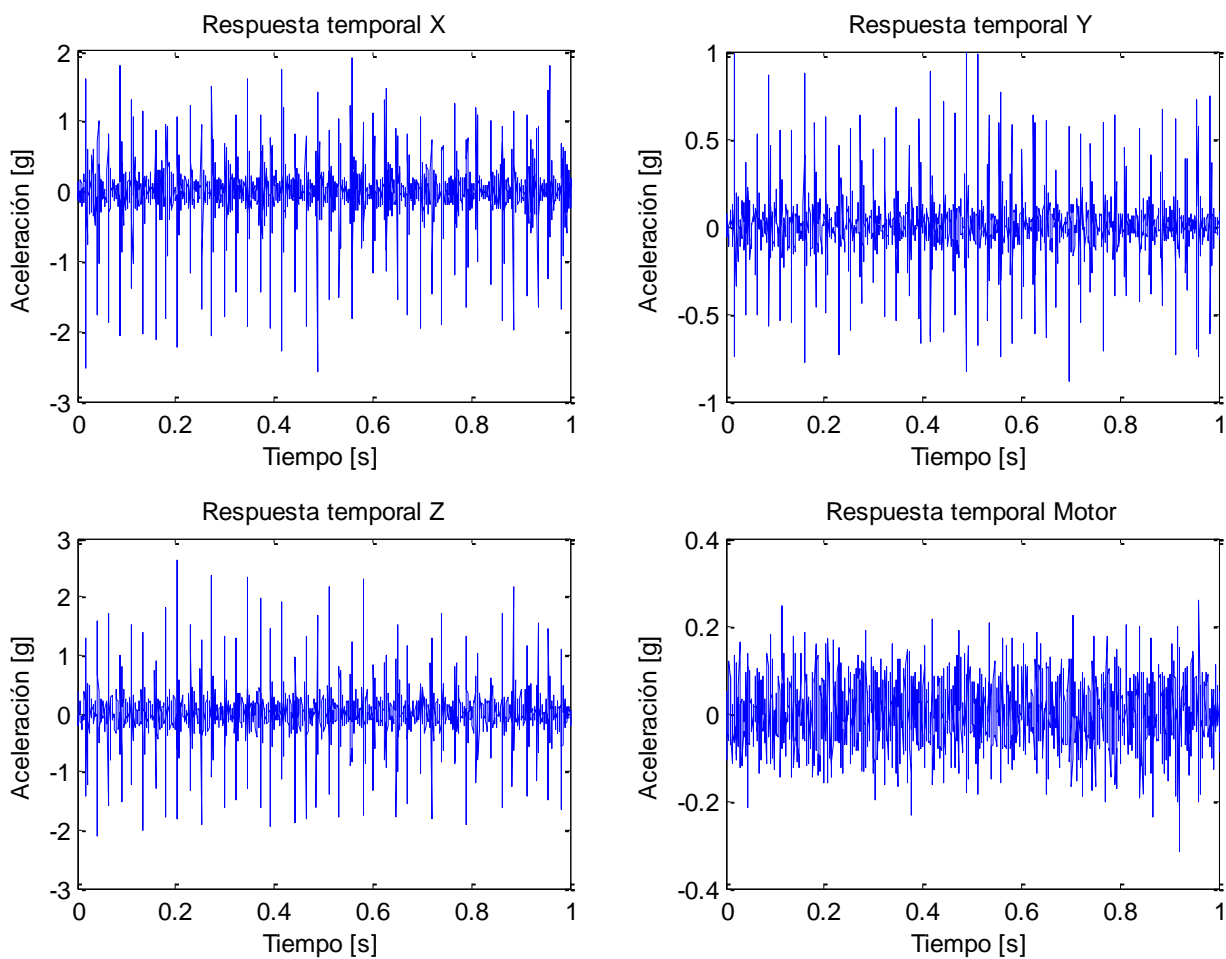 Respuesta temporal X
2
1
0
-1
-2
-3
Aceleración [g]
0 0.2 0.4 0.6 0.8 1
Tiempo [s]
Respuesta temporal Y
1
0.5
0
-0.5
-1
Aceleración [g]
0 0.2 0.4 0.6 0.8 1
Tiempo [s]
Respuesta temporal Z
3
2
1
0
-1
-2
-3
Aceleración [g]
0 0.2 0.4 0.6 0.8 1
Tiempo [s]
Respuesta temporal Motor
0.4
0.2
0
-0.2
-0.4
Aceleración [g]
0 0.2 0.4 0.6 0.8 1
Tiempo [s]